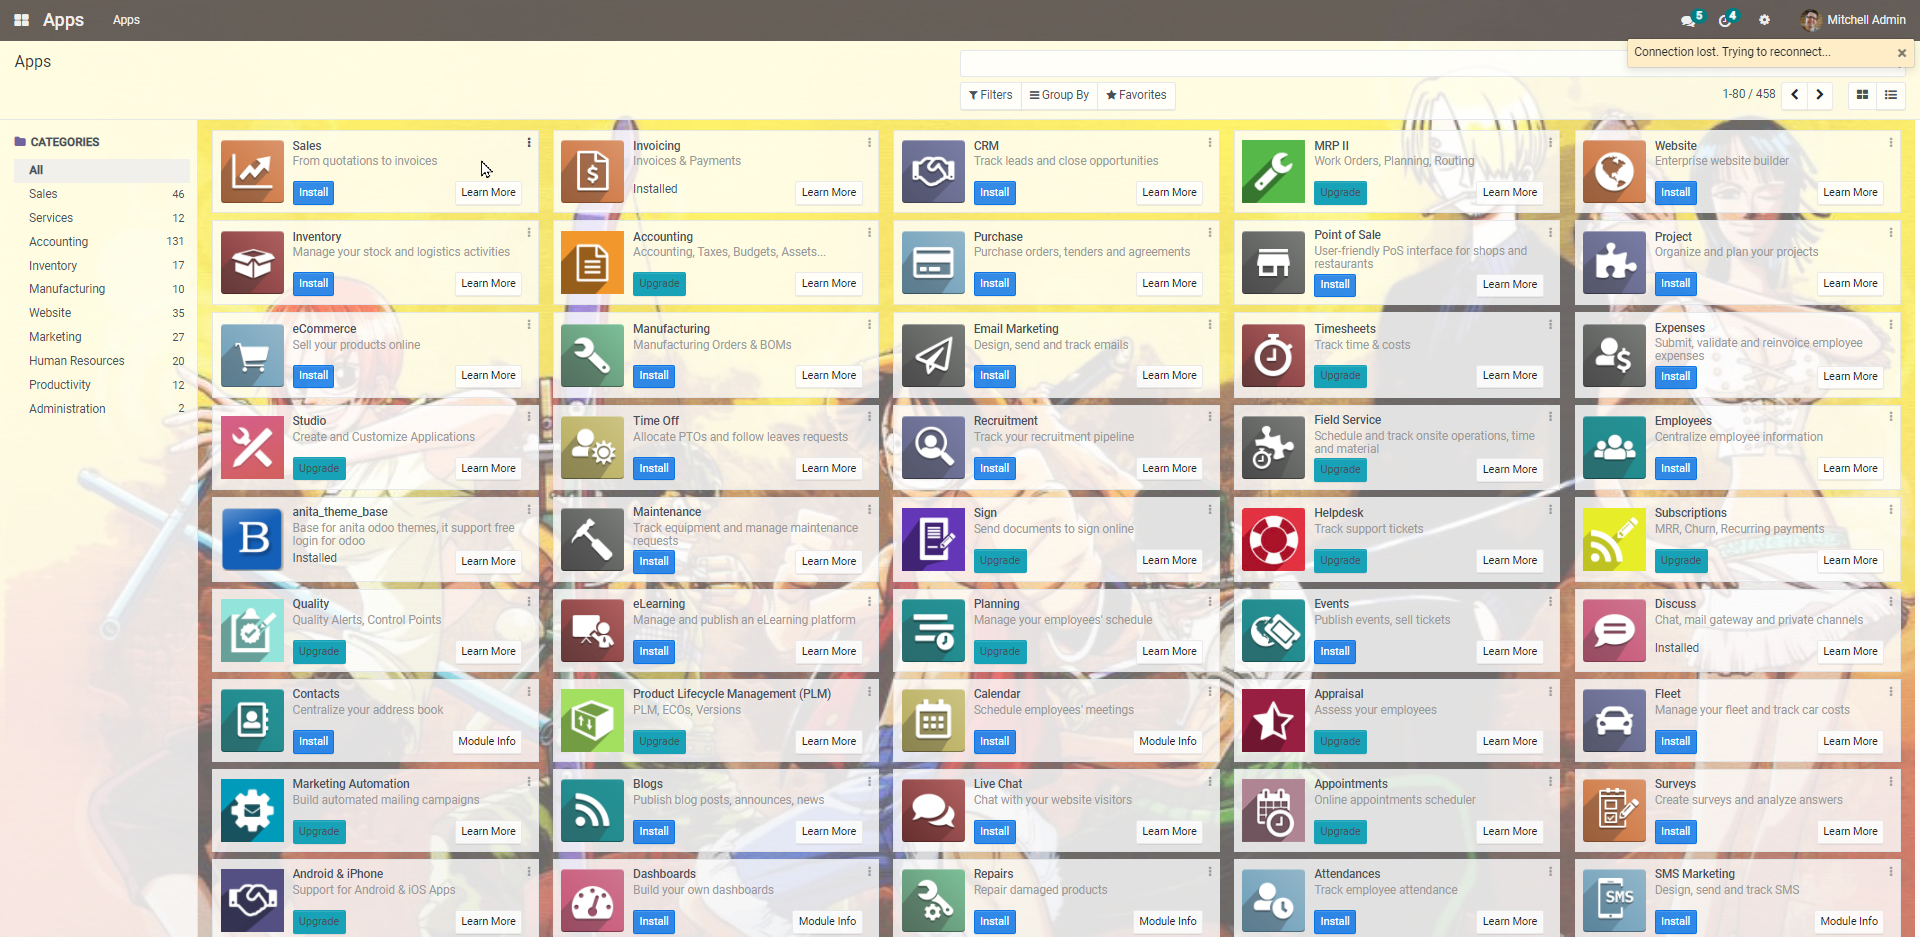 Apps
Apps
5
4
Mitchell Admin
Connection lost. Trying to reconnect...
Apps
Filters
Group By
Favorites
1-80 / 458
CATEGORIES
All
Sales 46
Services 12
Accounting 131
Inventory 17
Manufacturing 10
Website 35
Marketing 27
Human Resources 20
Productivity 12
Administration 2
Sales
From quotations to invoices
Install
Learn More
Invoicing
Invoices & Payments
Installed
Learn More
CRM
Track leads and close opportunities
Install
Learn More
MRP II
Work Orders, Planning, Routing
Upgrade
Learn More
Website
Enterprise website builder
Install
Learn More
Inventory
Manage your stock and logistics activities
Install
Learn More
Accounting
Accounting, Taxes, Budgets, Assets...
Upgrade
Learn More
Purchase
Purchase orders, tenders and agreements
Install
Learn More
Point of Sale
User-friendly PoS interface for shops and
restaurants
Install
Learn More
Project
Organize and plan your projects
Install
Learn More
eCommerce
Sell your products online
Install
Learn More
Manufacturing
Manufacturing Orders & BOMs
Install
Learn More
Email Marketing
Design, send and track emails
Install
Learn More
Timesheets
Track time & costs
Upgrade
Learn More
Expenses
Submit, validate and reinvoice employee
expenses
Install
Learn More
Studio
Create and Customize Applications
Upgrade
Learn More
Time Off
Allocate PTOs and follow leaves requests
Install
Learn More
Recruitment
Track your recruitment pipeline
Install
Learn More
Field Service
Schedule and track onsite operations, time
and material
Upgrade
Learn More
Employees
Centralize employee information
Install
Learn More
B
anita_theme_base
Base for anita odoo themes, it support free
login for odoo
Installed
Learn More
Maintenance
Track equipment and manage maintenance
requests
Install
Learn More
Sign
Send documents to sign online
Upgrade
Learn More
Helpdesk
Track support tickets
Upgrade
Learn More
Subscriptions
MRR, Churn, Recurring payments
Upgrade
Learn More
Quality
Quality Alerts, Control Points
Upgrade
Learn More
eLearning
Manage and publish an eLearning platform
Install
Learn More
Planning
Manage your employees' schedule
Upgrade
Learn More
Events
Publish events, sell tickets
Install
Learn More
Discuss
Chat, mail gateway and private channels
Installed
Learn More
Contacts
Centralize your address book
Install
Module Info
Product Lifecycle Management (PLM)
PLM, ECOs, Versions
Upgrade
Learn More
Calendar
Schedule employees' meetings
Install
Module Info
Appraisal
Assess your employees
Upgrade
Learn More
Fleet
Manage your fleet and track car costs
Install
Learn More
Marketing Automation
Build automated mailing campaigns
Upgrade
Learn More
Blogs
Publish blog posts, announces, news
Install
Learn More
Live Chat
Chat with your website visitors
Install
Learn More
Appointments
Online appointments scheduler
Upgrade
Learn More
Surveys
Create surveys and analyze answers
Install
Learn More
Android & iPhone
Support for Android & iOS Apps
Upgrade
Learn More
Dashboards
Build your own dashboards
Install
Module Info
Repairs
Repair damaged products
Install
Module Info
Attendances
Track employee attendance
Install
Learn More
SMS
SMS Marketing
Design, send and track SMS
Install
Module Info